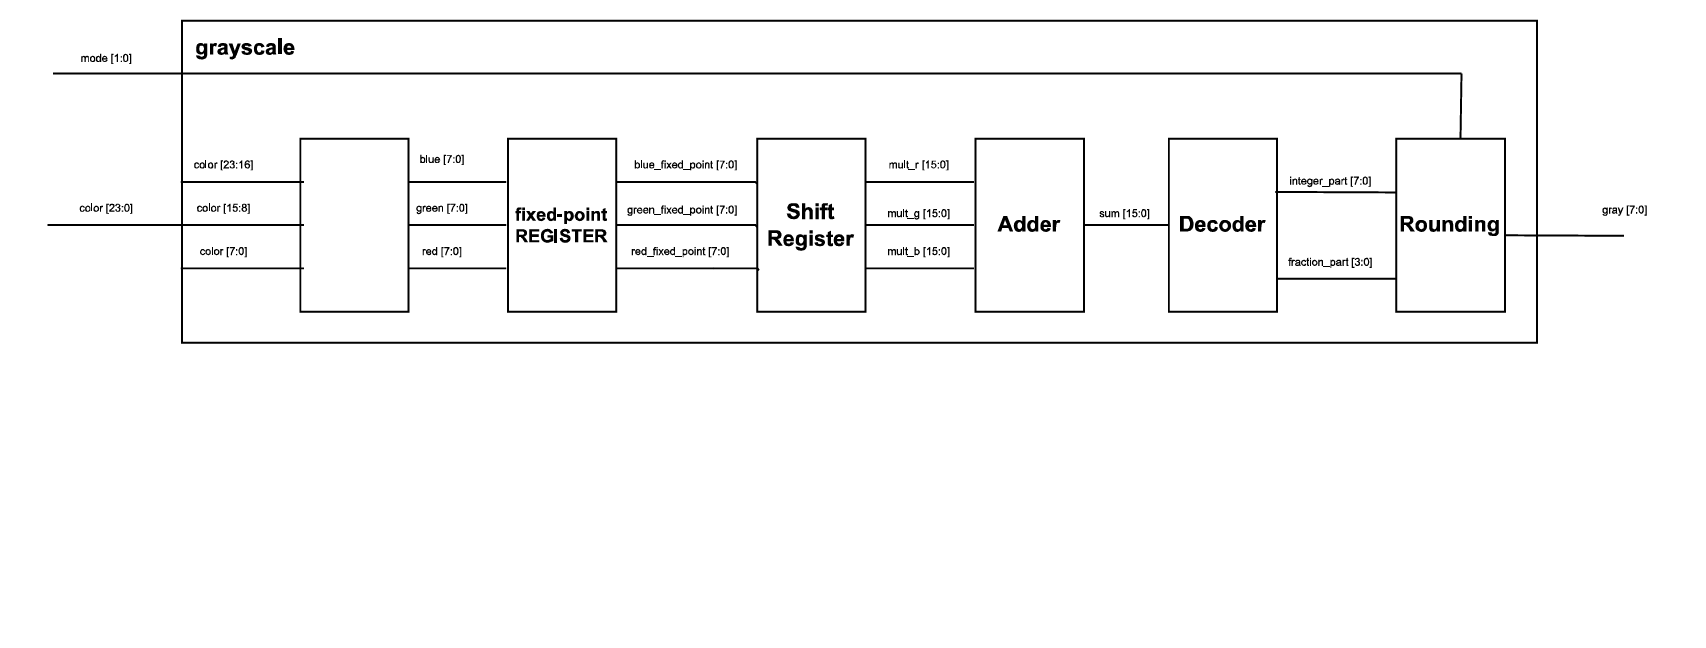 grayscale
mode [1:0]
color [23:0]
color [23:16]
color [15:8]
color [7:0]
blue [7:0]
green [7:0]
red [7:0]
fixed-point
REGISTER
blue_fixed_point [7:0]
green_fixed_point [7:0]
red_fixed_point [7:0]
Shift
Register
mult_r [15:0]
mult_g [15:0]
mult_b [15:0]
Adder
sum [15:0]
Decoder
integer_part [7:0]
fraction_part [3:0]
Rounding
gray [7:0]